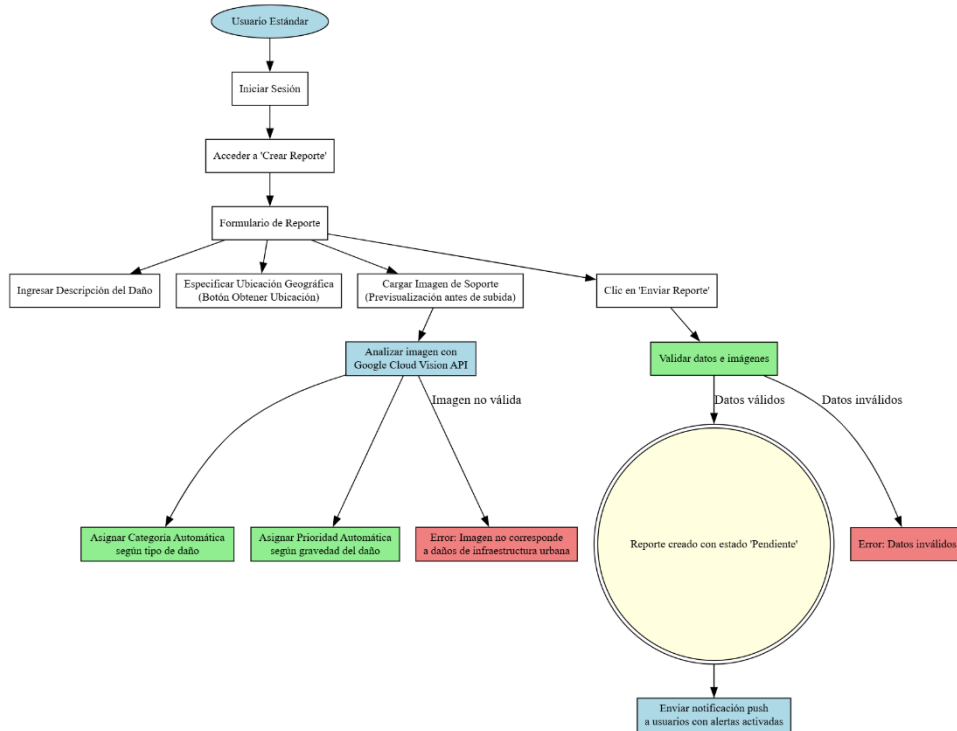 Usuario Estándar
Iniciar Sesión
Acceder a 'Crear Reporte'
Formulario de Reporte
Ingresar Descripción del Daño
Especificar Ubicación Geográfica
(Botón Obtener Ubicación)
Cargar Imagen de Soporte
(Previsualización antes de subida)
Clic en 'Enviar Reporte'
Analizar imagen con
Google Cloud Vision API
Validar datos e imágenes
Imagen no válida
Datos válidos
Datos inválidos
Asignar Categoría Automática
según tipo de daño
Asignar Prioridad Automática
según gravedad del daño
Error: Imagen no corresponde
a daños de infraestructura urbana
Reporte creado con estado 'Pendiente'
Error: Datos inválidos
Enviar notificación push
a usuarios con alertas activadas